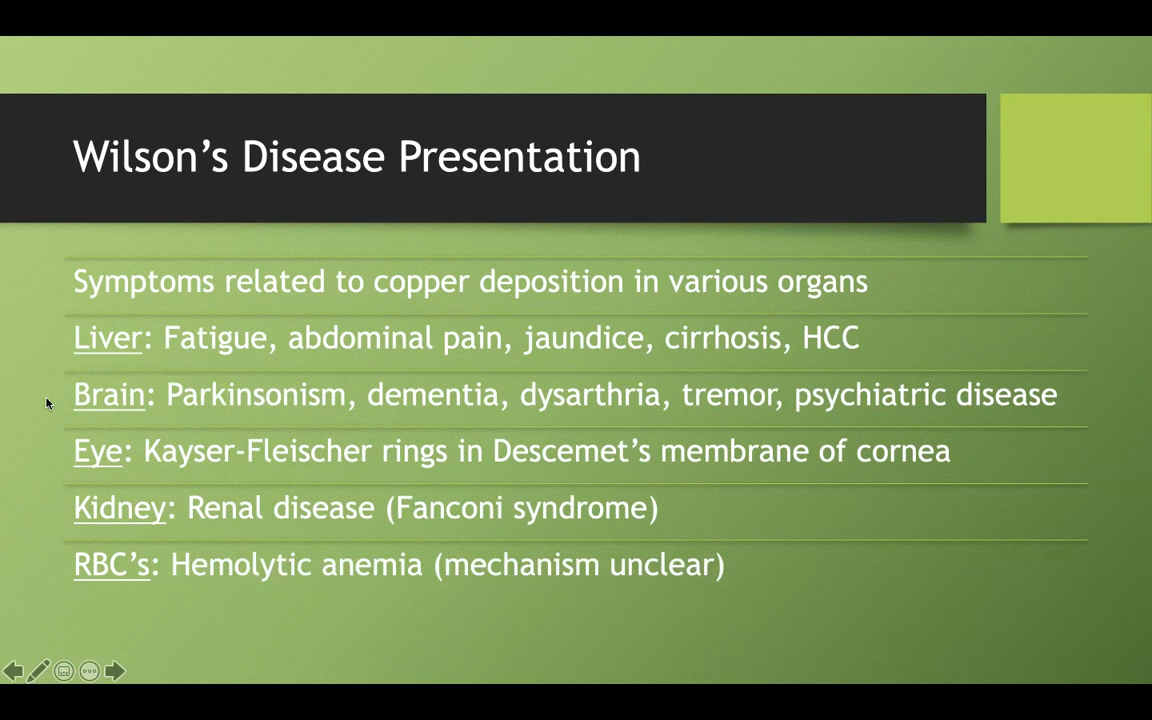 Wilson’s Disease Presentation
Symptoms related to copper deposition in various organs
Liver: Fatigue, abdominal pain, jaundice, cirrhosis, HCC
Brain: Parkinsonism, dementia, dysarthria, tremor, psychiatric disease
Eye: Kayser-Fleischer rings in Descemet’s membrane of cornea
Kidney: Renal disease (Fanconi syndrome)
RBC’s: Hemolytic anemia (mechanism unclear)